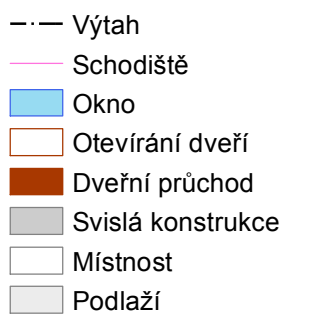 Výtah
Schodiště
Okno
Otevírání dveří
Dveřní průchod
Svislá konstrukce
Místnost
Podlaží